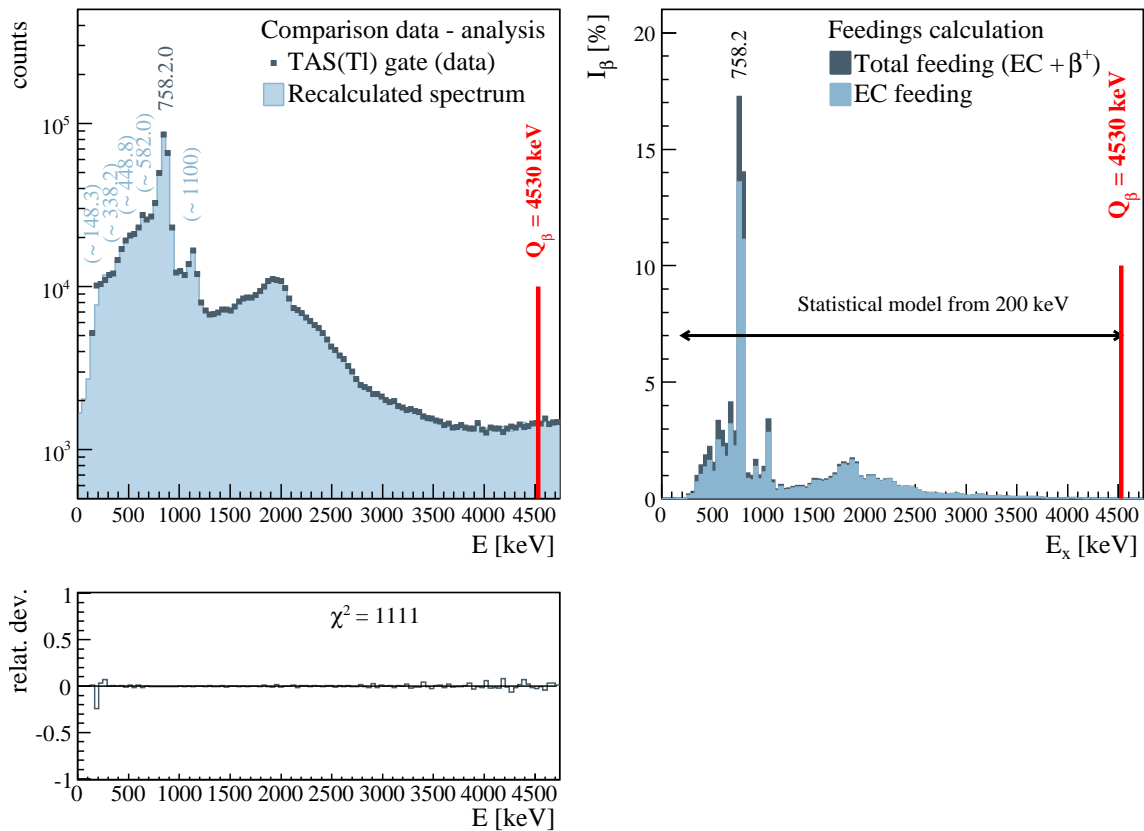 Comparison data - analysis
TAS(Tl) gate (data)
Recalculated spectrum
counts
10⁵
10⁴
10³
(~ 148.3)
(~ 338.2)
(~ 448.8)
(~ 582.0)
758.2.0
(~ 1100)
Q_β = 4530 keV
0 500 1000 1500 2000 2500 3000 3500 4000 4500
E [keV]
Feedings calculation
Total feeding (EC + β⁺)
EC feeding
I_β [%]
20
15
10
5
0
758.2
Q_β = 4530 keV
Statistical model from 200 keV
0 500 1000 1500 2000 2500 3000 3500 4000 4500
E_x [keV]
relat. dev.
1
0.5
0
-0.5
-1
χ² = 1111
0 500 1000 1500 2000 2500 3000 3500 4000 4500
E [keV]